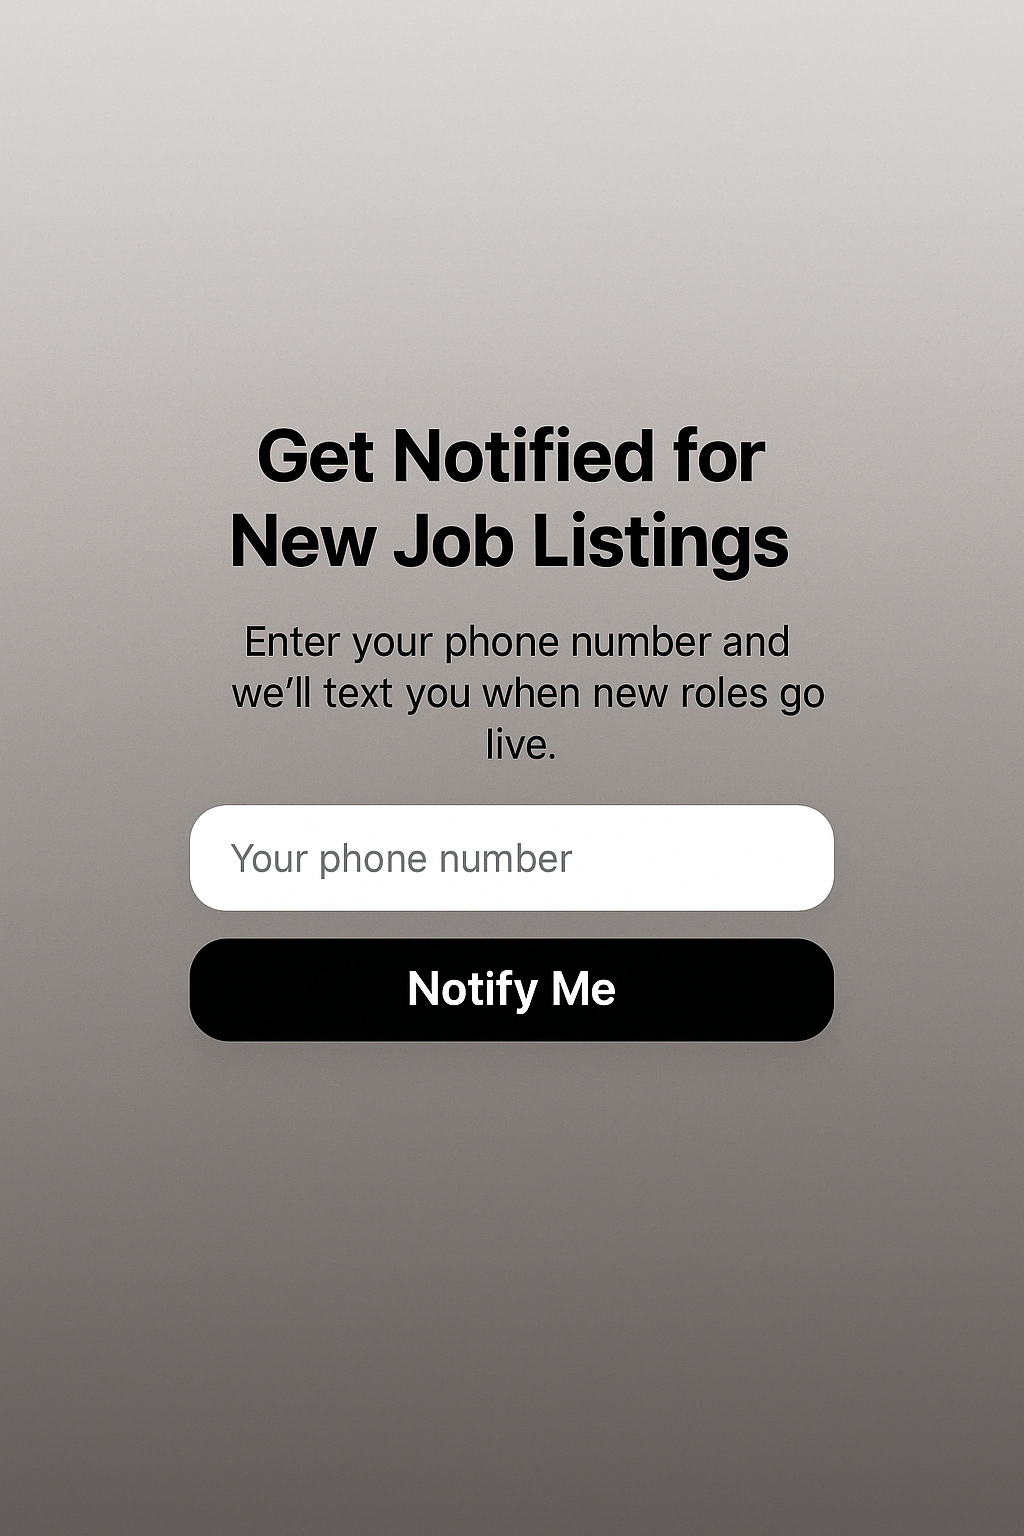 Get Notified for
New Job Listings
Enter your phone number and
we’ll text you when new roles go
live.
Your phone number
Notify Me